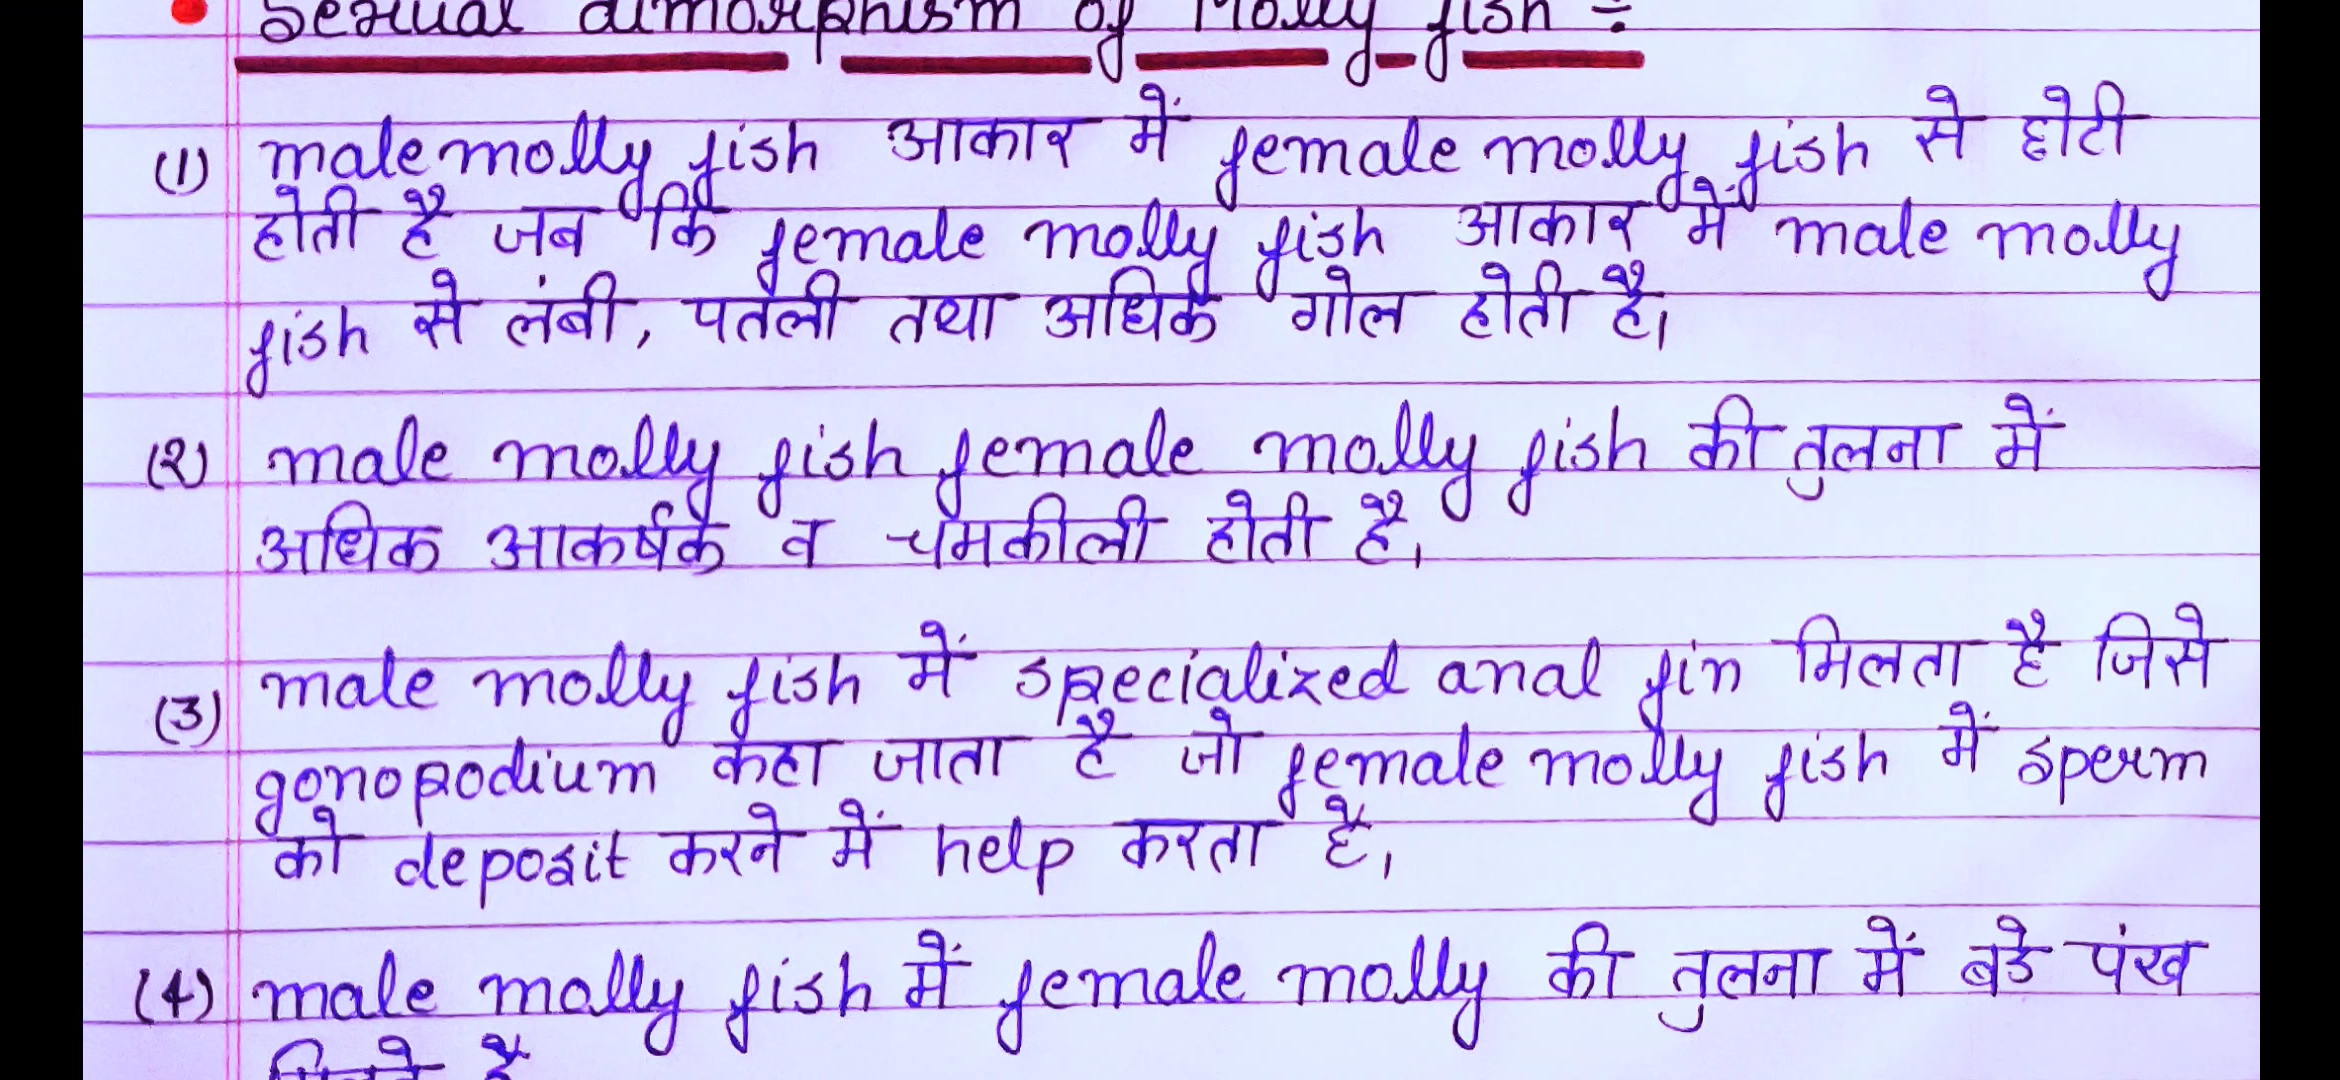 Sexual dimorphism of Molly fish :-
(1) male molly fish आकार में female molly fish से छोटी
होती है जब कि female molly fish आकार में male molly
fish से लंबी, पतली तथा अधिक गोल होती है।
(2) male molly fish female molly fish की तुलना में
अधिक आकर्षक व चमकीली होती है।
(3) male molly fish में specialized anal fin मिलता है जिसे
gonopodium कहा जाता है जो female molly fish में sperm
को deposit करने में help करता है।
(4) male molly fish में female molly की तुलना में बडे पंख
मिलते है